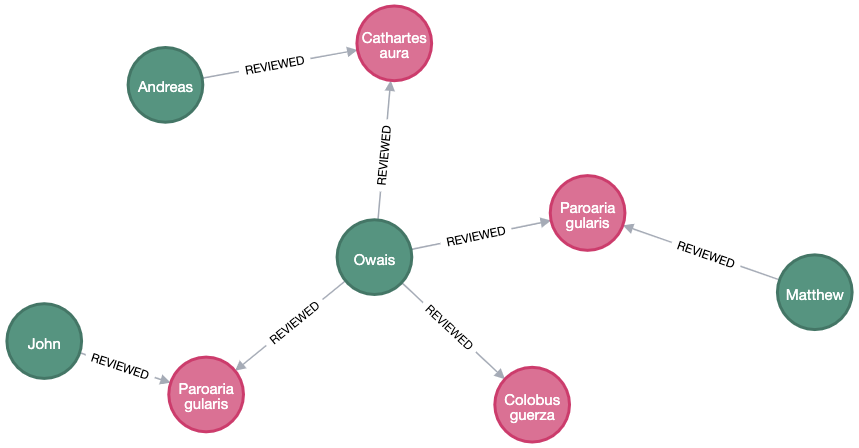 Cathartes
aura
REVIEWED
Andreas
REVIEWED
Paroaria
gularis
REVIEWED
REVIEWED
Owais
Matthew
REVIEWED
REVIEWED
John
REVIEWED
Paroaria
gularis
Colobus
guerza